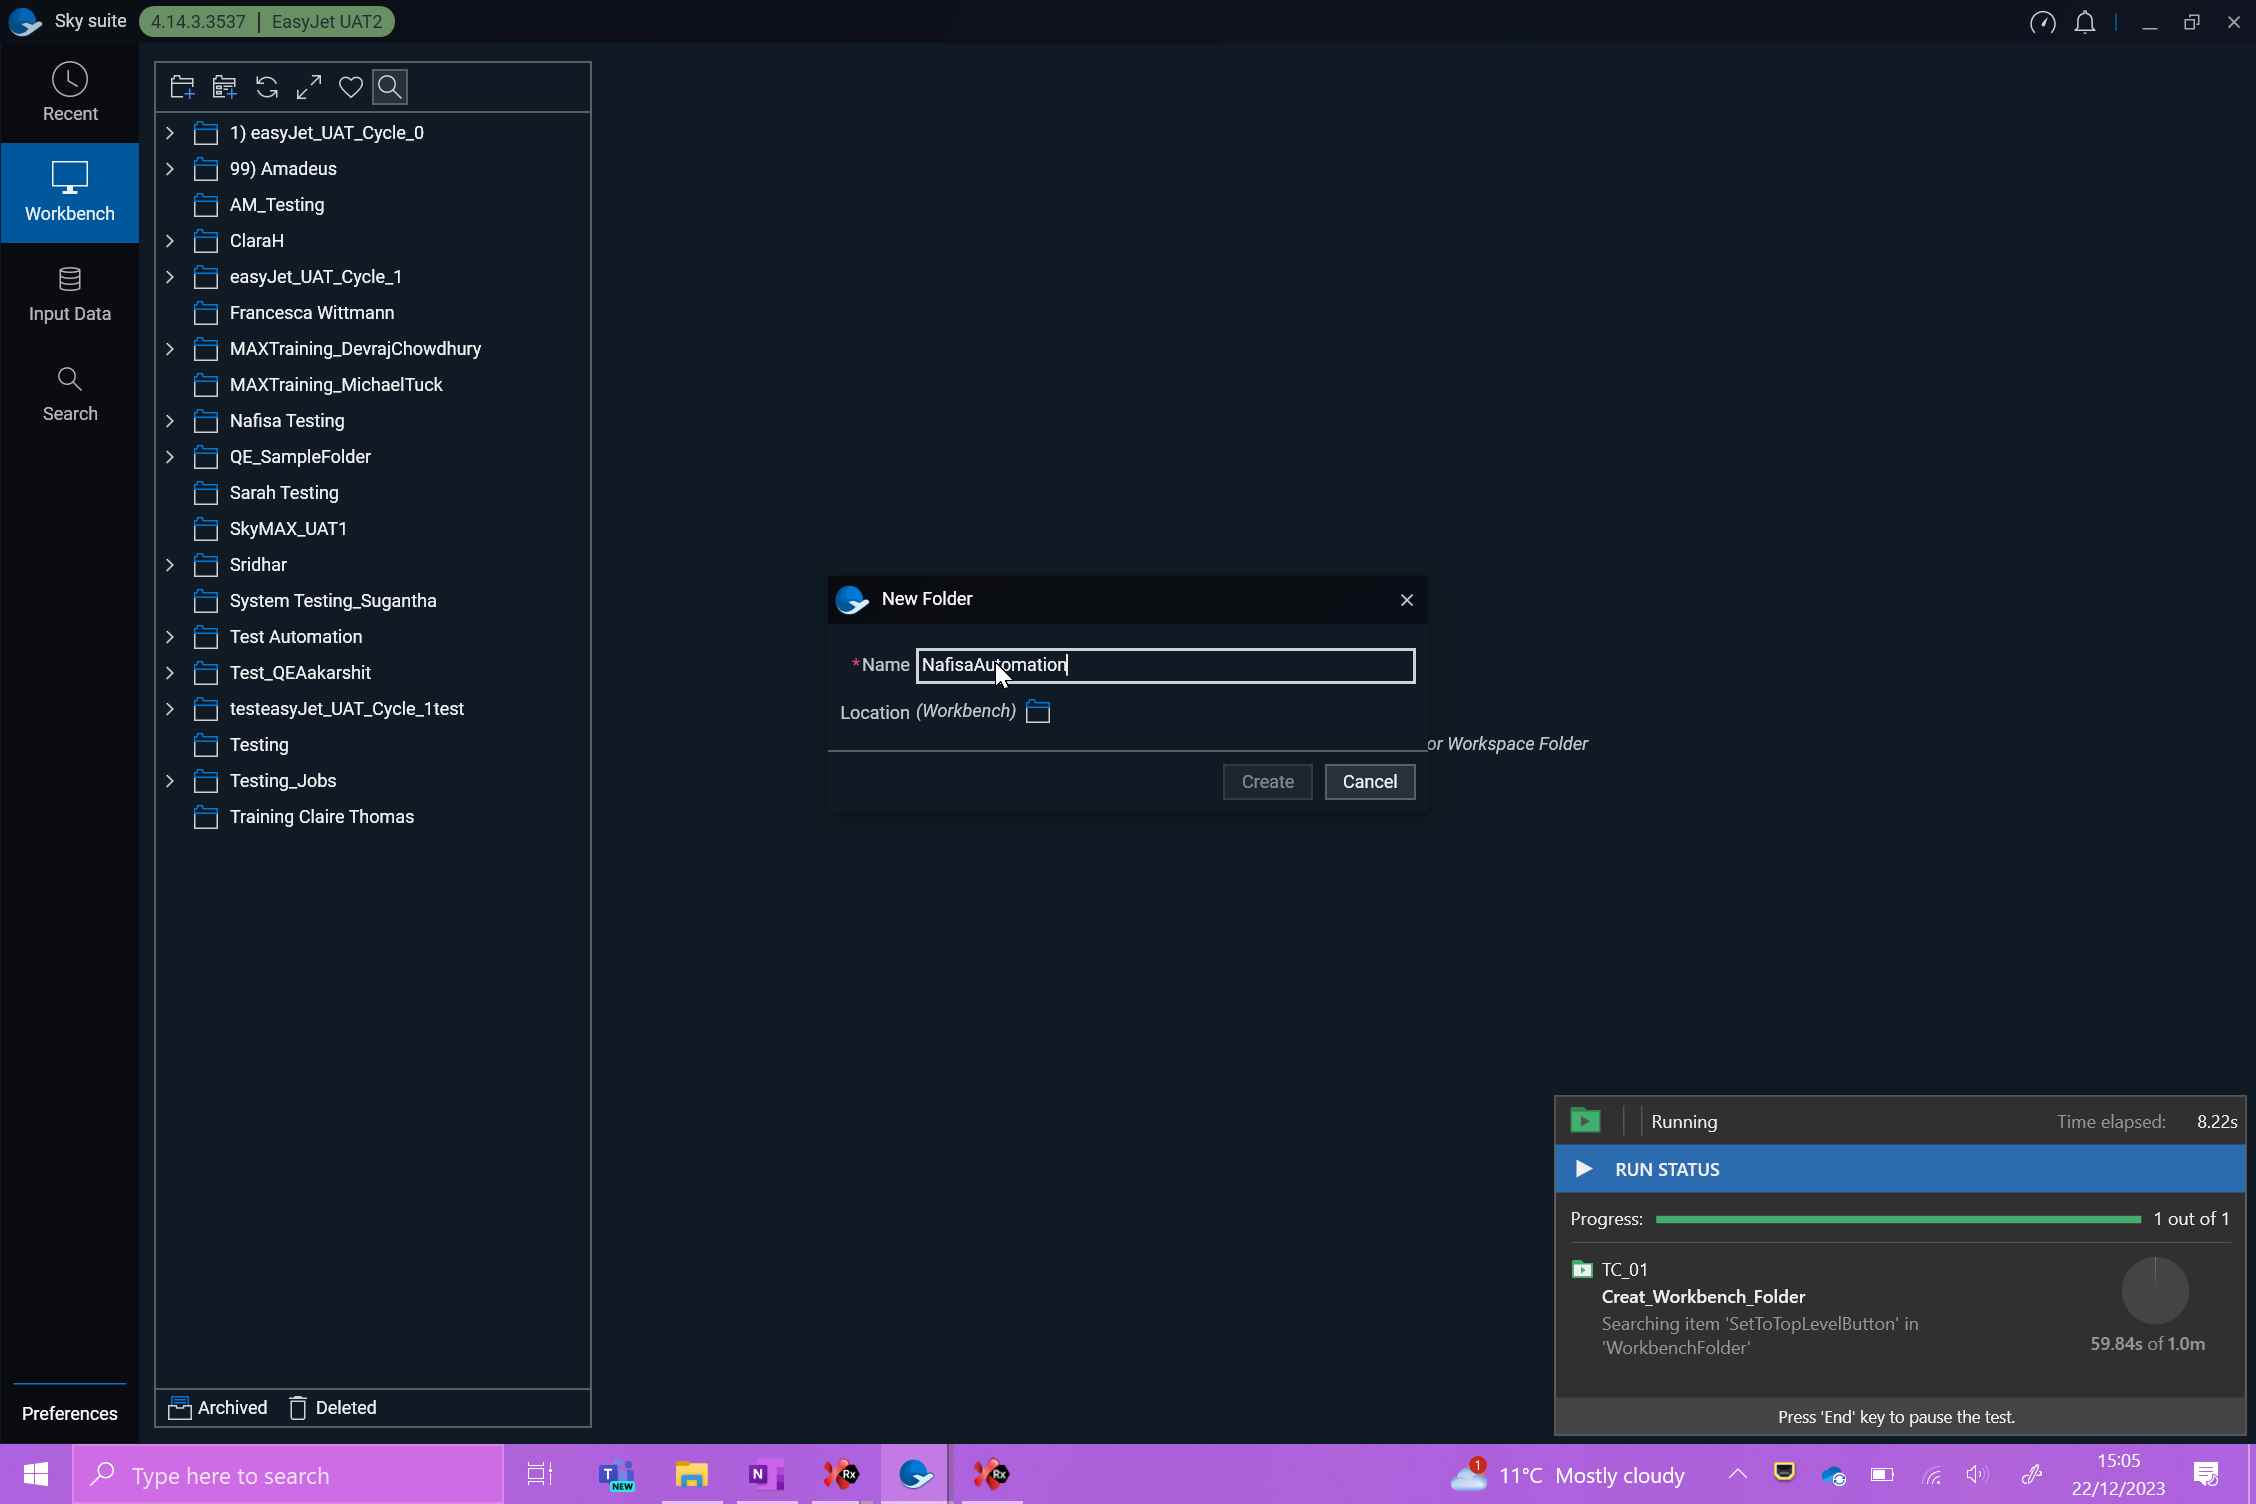 Sky suite 4.14.3.3537 | EasyJet UAT2
Recent
Workbench
Input Data
Search
Preferences
1) easyJet_UAT_Cycle_0
99) Amadeus
AM_Testing
ClaraH
easyJet_UAT_Cycle_1
Francesca Wittmann
MAXTraining_DevrajChowdhury
MAXTraining_MichaelTuck
Nafisa Testing
QE_SampleFolder
Sarah Testing
SkyMAX_UAT1
Sridhar
System Testing_Sugantha
Test Automation
Test_QEAakarshit
testeasyJet_UAT_Cycle_1test
Testing
Testing_Jobs
Training Claire Thomas
Archived Deleted
New Folder
*Name NafisaAutomation
Location (Workbench)
or Workspace Folder
Create Cancel
Running Time elapsed: 8.22s
RUN STATUS
Progress: 1 out of 1
TC_01
Creat_Workbench_Folder
Searching item 'SetToTopLevelButton' in
'WorkbenchFolder'
59.84s of 1.0m
Press 'End' key to pause the test.
Type here to search
T
NEW
N
Rx
Rx
1
11°C Mostly cloudy
15:05
22/12/2023